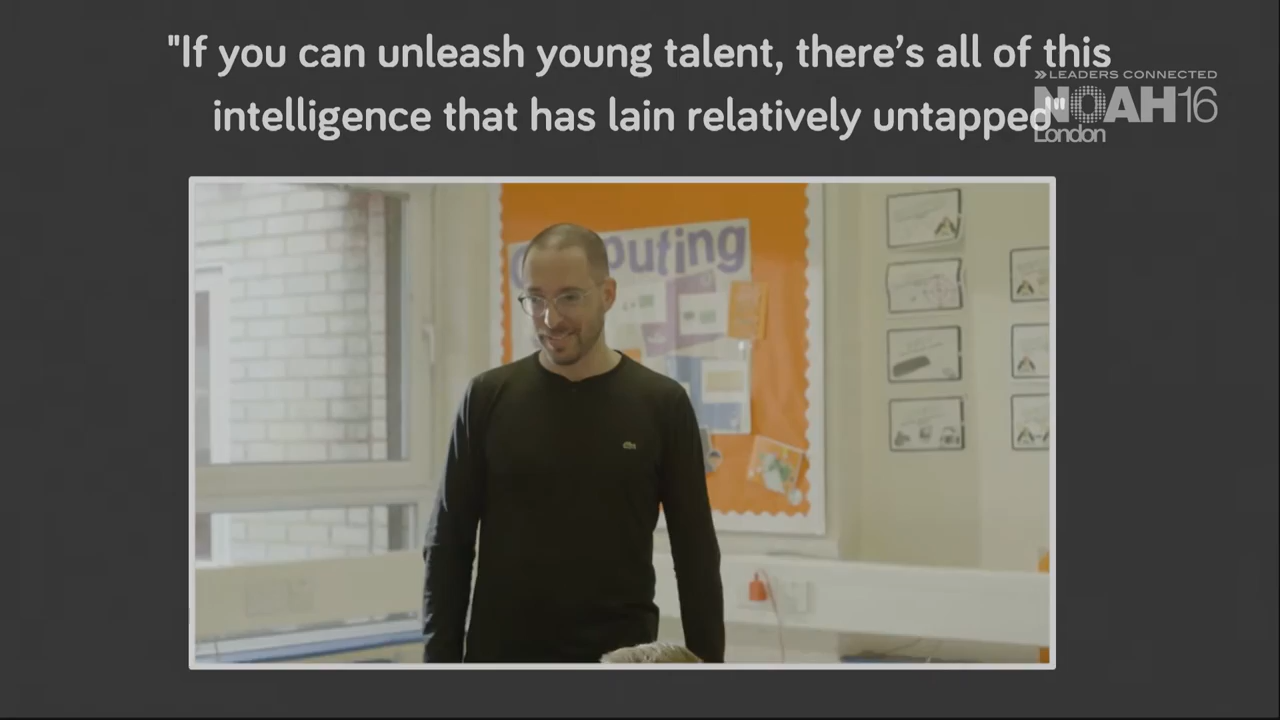 "If you can unleash young talent, there’s all of this
intelligence that has lain relatively untapped"
LEADERS CONNECTED
NOAH16
London
puting